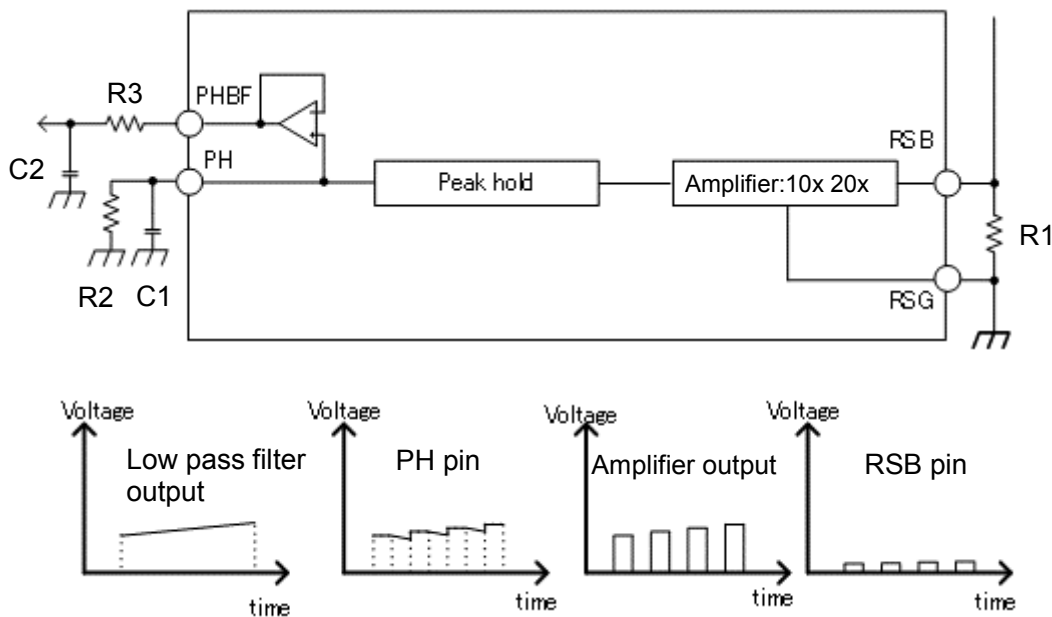 R3
PHBF
RSB
C2
PH
Peak hold
Amplifier:10x 20x
R1
R2
C1
RSG
Voltage
Low pass filter
output
time
Voltage
PH pin
time
Voltage
Amplifier output
time
Voltage
RSB pin
time